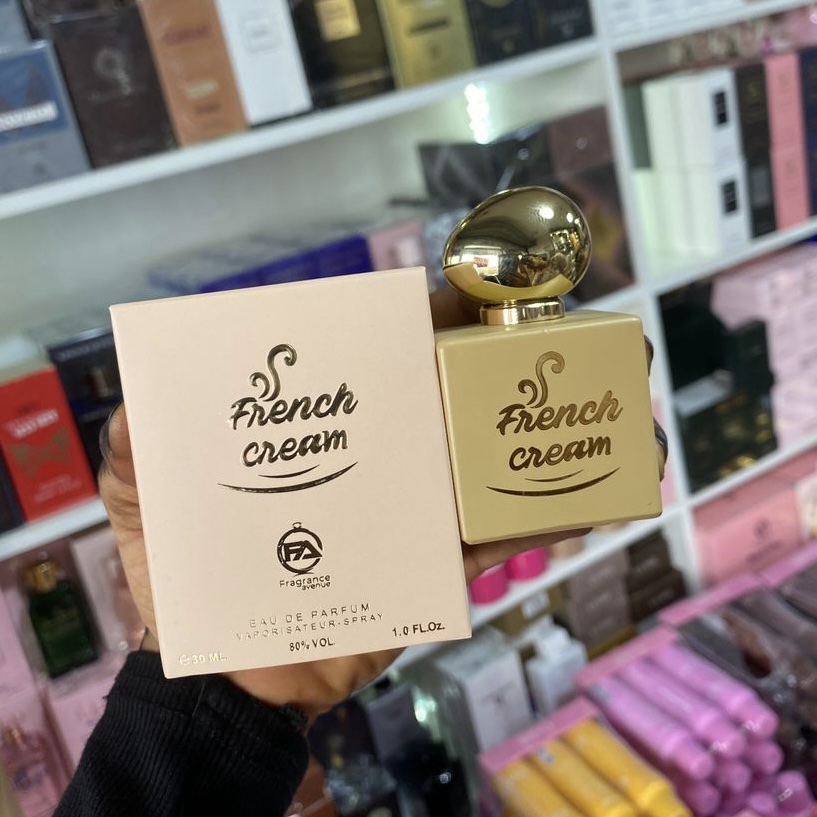 French
cream
FA
Fragrance
avenue
EAU DE PARFUM
VAPORISATEUR-SPRAY
80% VOL.
℮30 ML.
1.0 FL.Oz.
French
cream